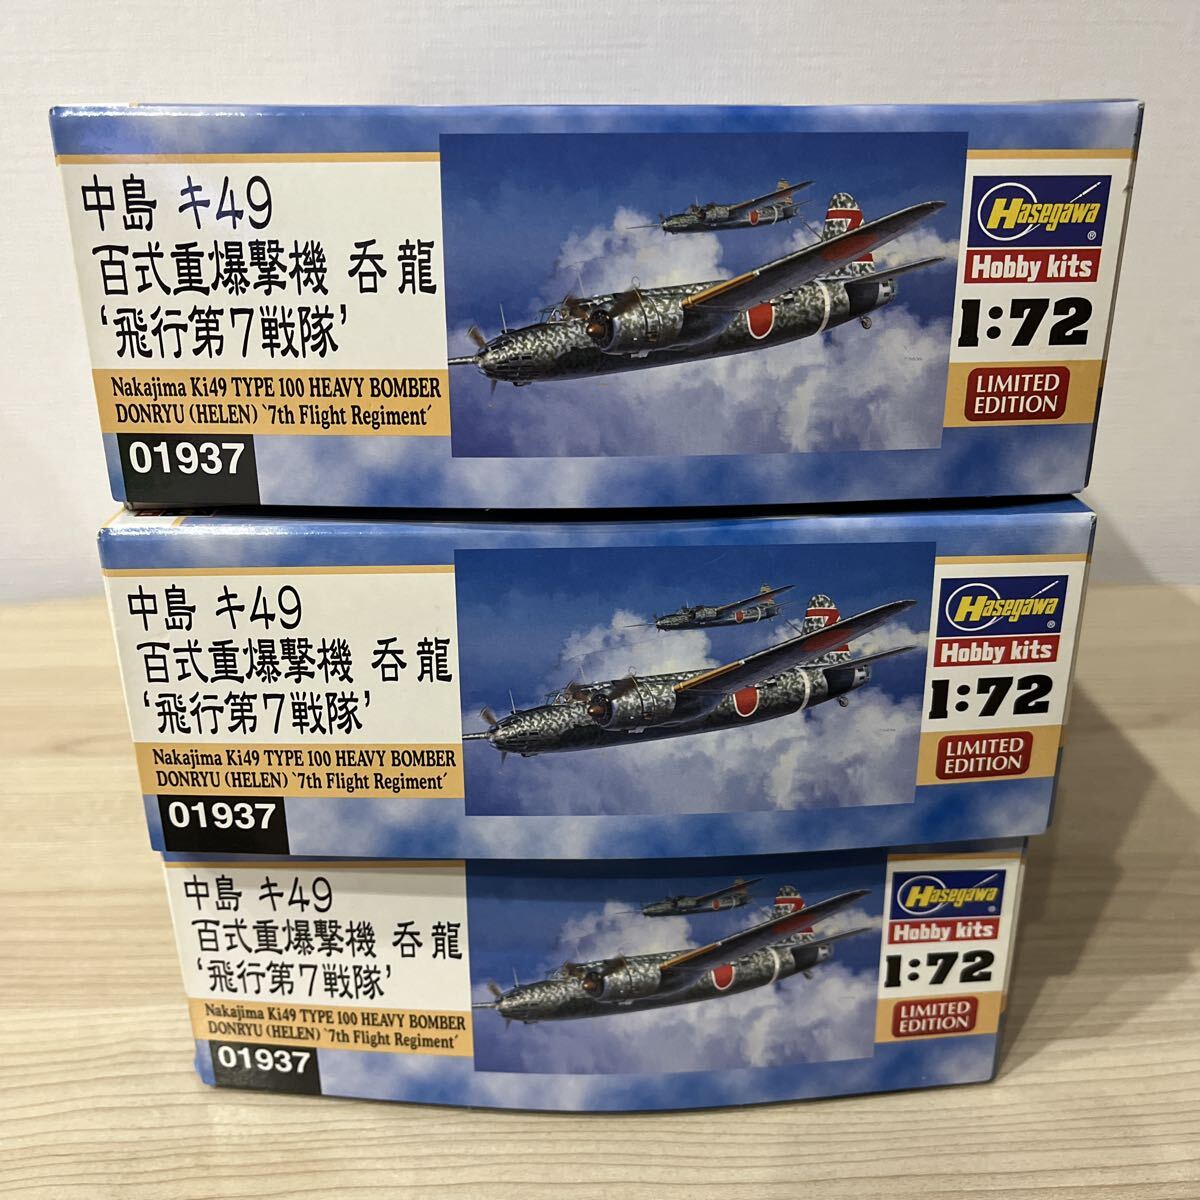 中島 キ49
百式重爆撃機 呑龍
‘飛行第7戦隊’
Nakajima Ki49 TYPE 100 HEAVY BOMBER
DONRYU (HELEN) ‵7th Flight Regiment′
01937
Hasegawa®
Hobby kits
1:72
LIMITED
EDITION
中島 キ49
百式重爆撃機 呑龍
‘飛行第7戦隊’
Nakajima Ki49 TYPE 100 HEAVY BOMBER
DONRYU (HELEN) ‵7th Flight Regiment′
01937
Hasegawa®
Hobby kits
1:72
LIMITED
EDITION
中島 キ49
百式重爆撃機 呑龍
‘飛行第7戦隊’
Nakajima Ki49 TYPE 100 HEAVY BOMBER
DONRYU (HELEN) ‵7th Flight Regiment′
01937
Hasegawa®
Hobby kits
1:72
LIMITED
EDITION